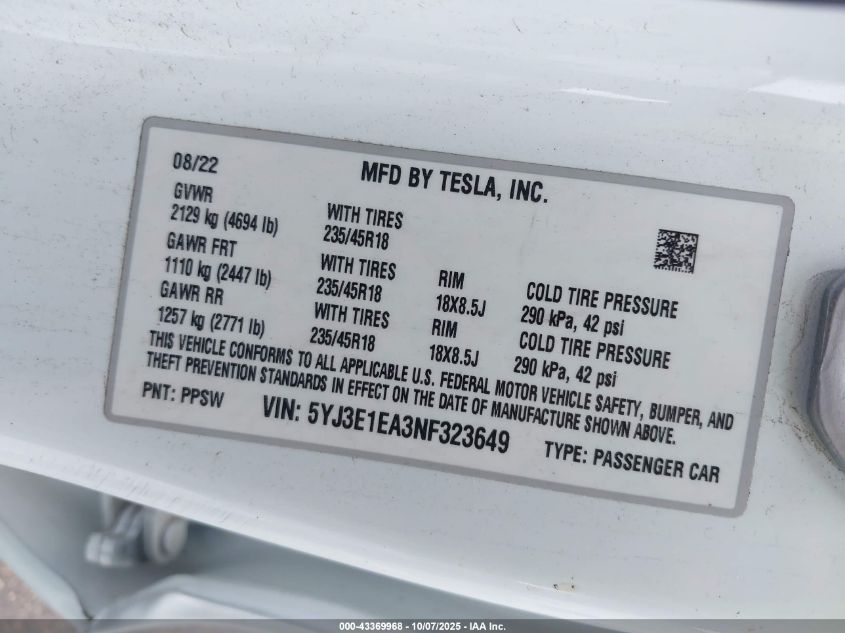 08/22
MFD BY TESLA, INC.
GVWR
2129 kg (4694 lb)
WITH TIRES
235/45R18
GAWR FRT
1110 kg (2447 lb)
WITH TIRES
235/45R18
RIM
18X8.5J
COLD TIRE PRESSURE
290 kPa, 42 psi
GAWR RR
1257 kg (2771 lb)
WITH TIRES
235/45R18
RIM
18X8.5J
COLD TIRE PRESSURE
290 kPa, 42 psi
THIS VEHICLE CONFORMS TO ALL APPLICABLE U.S. FEDERAL MOTOR VEHICLE SAFETY, BUMPER, AND
THEFT PREVENTION STANDARDS IN EFFECT ON THE DATE OF MANUFACTURE SHOWN ABOVE.
PNT: PPSW VIN: 5YJ3E1EA3NF323649 TYPE: PASSENGER CAR
000-43369968 - 10/07/2025 - IAA Inc.